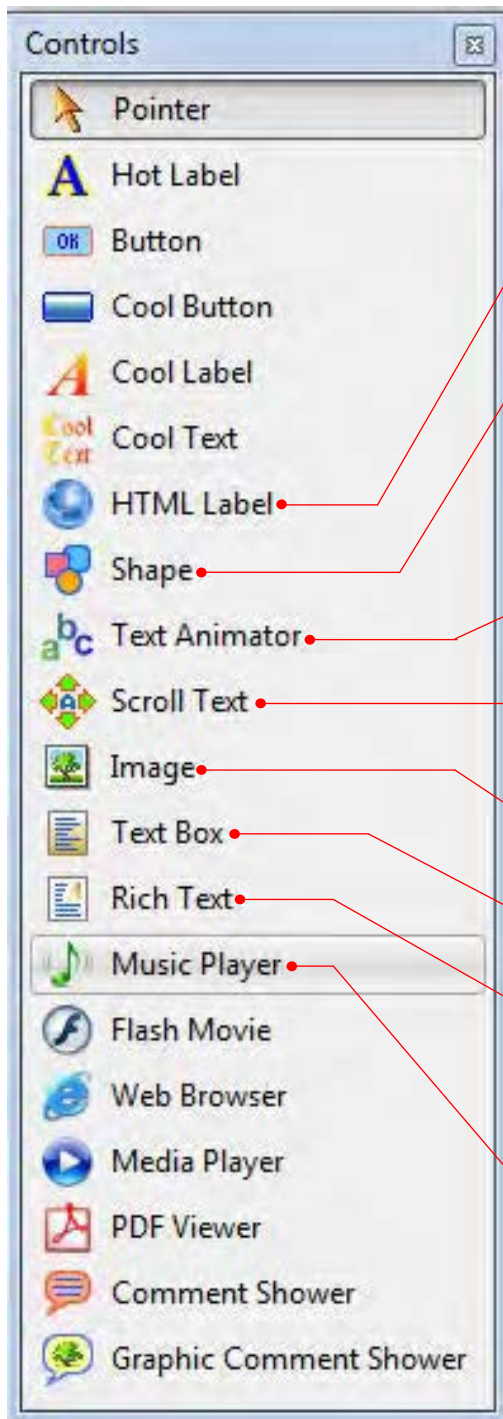 Controls
Pointer
A Hot Label
OK Button
Cool Button
A Cool Label
Cool Text Cool Text
HTML Label
Shape
abc Text Animator
A Scroll Text
Image
Text Box
Rich Text
Music Player
Flash Movie
Web Browser
Media Player
PDF Viewer
Comment Shower
Graphic Comment Shower